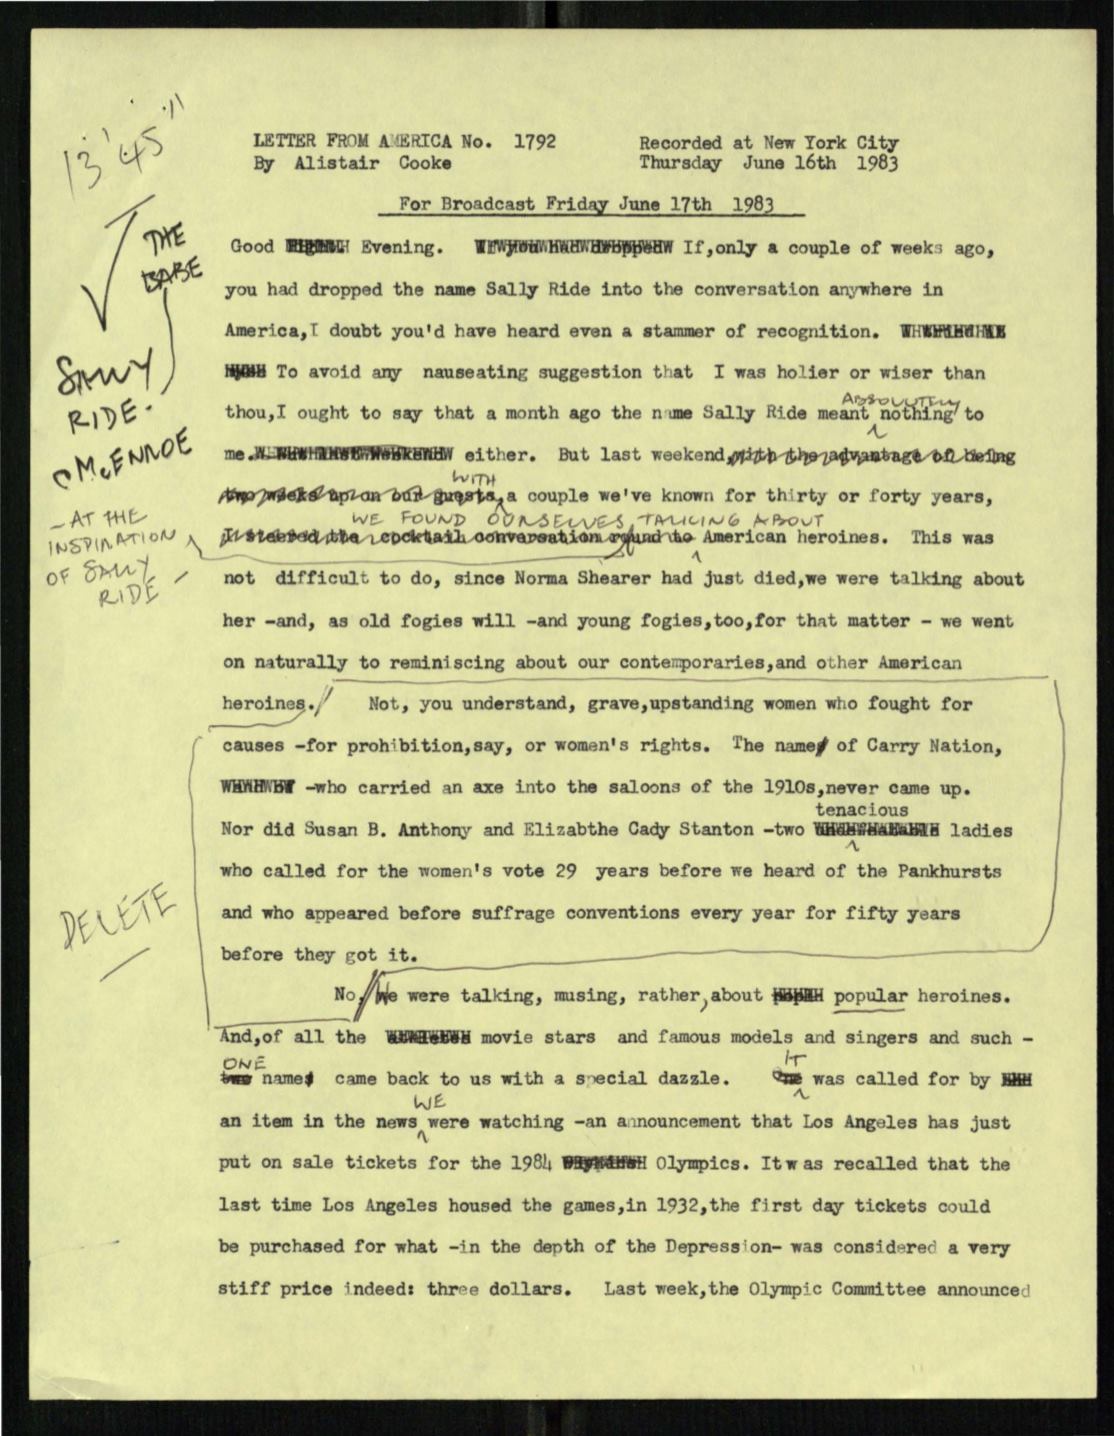 13' 45"
THE
BABE
SALLY
RIDE.
McENROE
LETTER FROM AMERICA No. 1792 Recorded at New York City
By Alistair Cooke Thursday June 16th 1983
For Broadcast Friday June 17th 1983
Good Evening. If,only a couple of weeks ago,
you had dropped the name Sally Ride into the conversation anywhere in
America,I doubt you'd have heard even a stammer of recognition.
To avoid any nauseating suggestion that I was holier or wiser than
ABSOLUTELY
thou,I ought to say that a month ago the name Sally Ride meant nothing to
me. either. But last weekend,with the advantage of being
WITH
two weeks up on our guests,a couple we've known for thirty or forty years,
WE FOUND OURSELVES TALKING ABOUT
– AT THE
INSPIRATION
OF SALLY
RIDE –
I steered the cocktail conversation round to American heroines. This was
not difficult to do, since Norma Shearer had just died,we were talking about
her -and, as old fogies will -and young fogies,too,for that matter - we went
on naturally to reminiscing about our contemporaries,and other American
heroines. Not, you understand, grave,upstanding women who fought for
causes -for prohibition,say, or women's rights. The names of Carry Nation,
-who carried an axe into the saloons of the 1910s,never came up.
tenacious
Nor did Susan B. Anthony and Elizabthe Cady Stanton -two ladies
who called for the women's vote 29 years before we heard of the Pankhursts
and who appeared before suffrage conventions every year for fifty years
before they got it.
DELETE
No, We were talking, musing, rather,about popular heroines.
And,of all the movie stars and famous models and singers and such -
ONE IT
two names came back to us with a special dazzle. One was called for by
WE
an item in the news were watching -an announcement that Los Angeles has just
put on sale tickets for the 1984 Olympics. It was recalled that the
last time Los Angeles housed the games,in 1932,the first day tickets could
be purchased for what -in the depth of the Depression- was considered a very
stiff price indeed: three dollars. Last week,the Olympic Committee announced